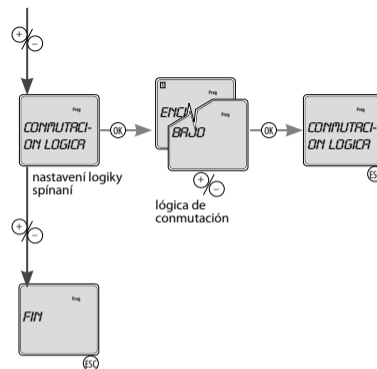 +
−
Prog
CONMUTACI-
ON LOGICA
OK
Prog
ENCI
Prog
BAJO
OK
Prog
CONMUTACI-
ON LOGICA
ESC
nastavení logiky
spínaní
+
−
lógica de
conmutación
+
−
Prog
FIN
ESC